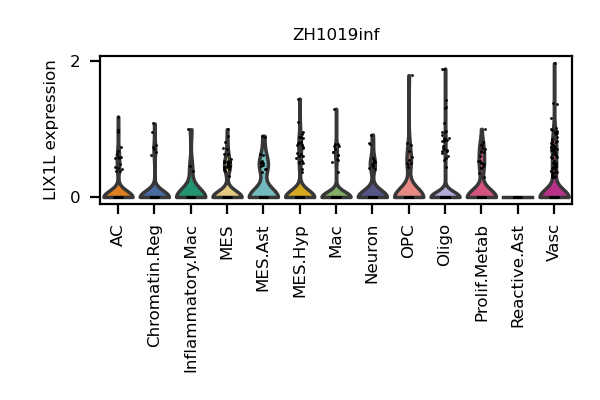 ZH1019inf
LIX1L expression
2
0
AC
Chromatin.Reg
Inflammatory.Mac
MES
MES.Ast
MES.Hyp
Mac
Neuron
OPC
Oligo
Prolif.Metab
Reactive.Ast
Vasc